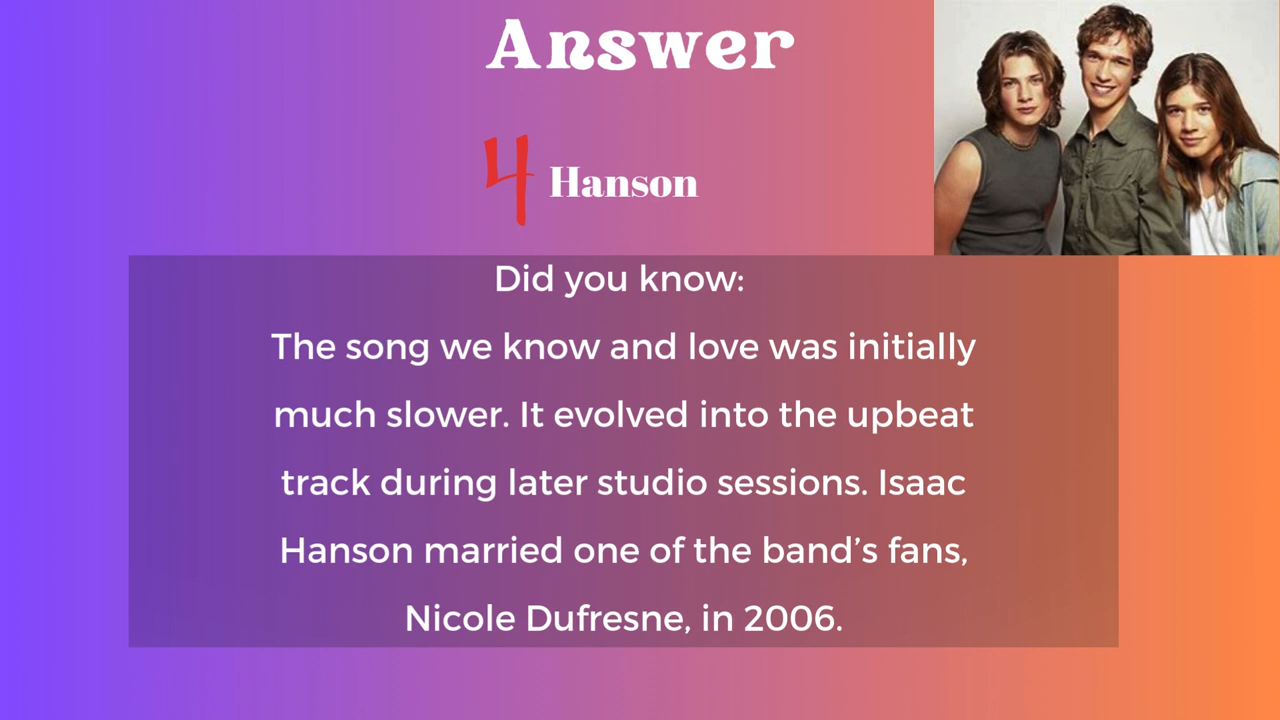 Answer
4 Hanson
Did you know:
The song we know and love was initially
much slower. It evolved into the upbeat
track during later studio sessions. Isaac
Hanson married one of the band’s fans,
Nicole Dufresne, in 2006.